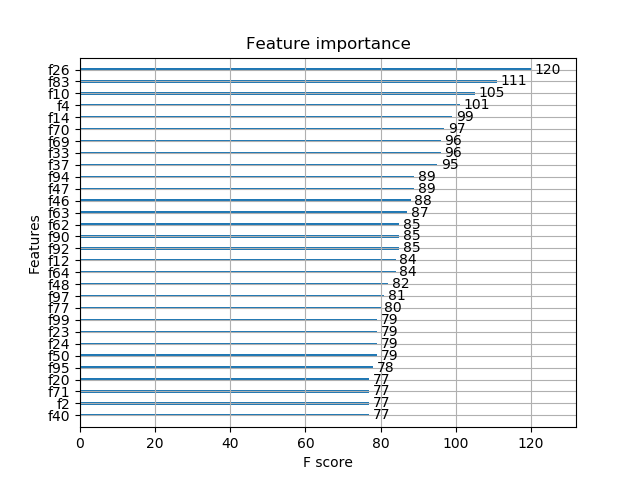 Feature importance
f26 120
f83 111
f10 105
f4 101
f14 99
f70 97
f69 96
f33 96
f37 95
f94 89
f47 89
f46 88
f63 87
f62 85
f90 85
f92 85
f12 84
f64 84
f48 82
f97 81
f77 80
f99 79
f23 79
f24 79
f50 79
f95 78
f20 77
f71 77
f2 77
f40 77
Features
0 20 40 60 80 100 120
F score